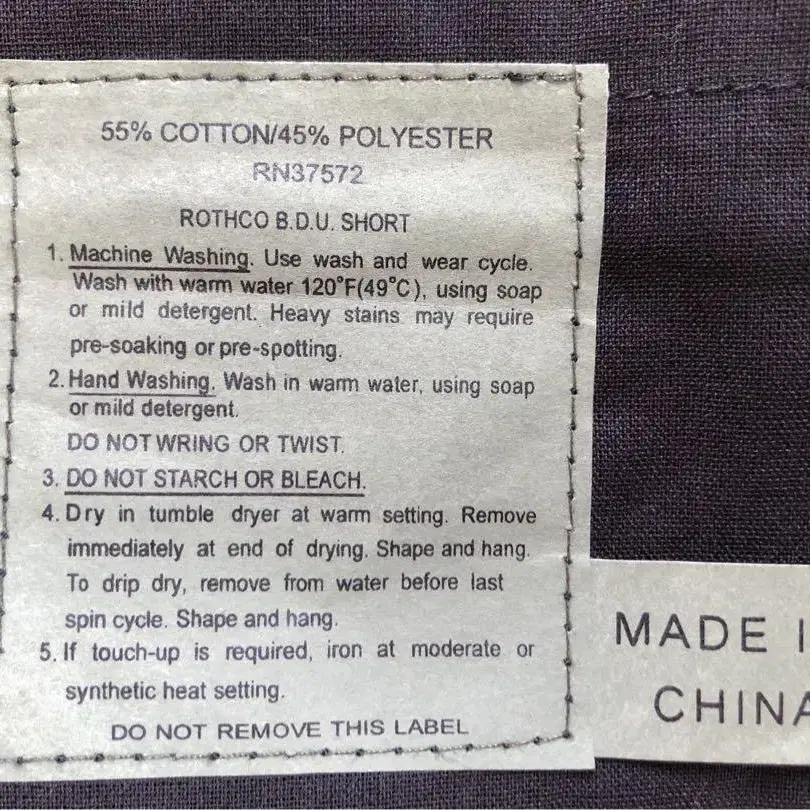 55% COTTON/45% POLYESTER
RN37572
ROTHCO B.D.U. SHORT
1. Machine Washing. Use wash and wear cycle.
Wash with warm water 120°F(49°C), using soap
or mild detergent. Heavy stains may require
pre-soaking or pre-spotting.
2. Hand Washing. Wash in warm water, using soap
or mild detergent.
DO NOT WRING OR TWIST.
3. DO NOT STARCH OR BLEACH.
4. Dry in tumble dryer at warm setting. Remove
immediately at end of drying. Shape and hang.
To drip dry, remove from water before last
spin cycle. Shape and hang.
5. If touch-up is required, iron at moderate or
synthetic heat setting.
DO NOT REMOVE THIS LABEL
MADE I
CHINA